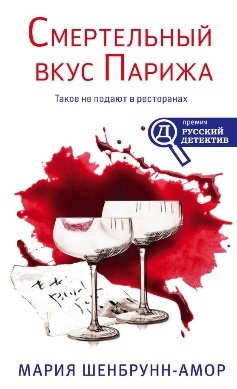 СМЕРТЕЛЬНЫЙ
ВКУС ПАРИЖА
Такое не подают в ресторанах
премия
Д РУССКИЙ
ДЕТЕКТИВ
МАРИЯ ШЕНБРУНН-АМОР